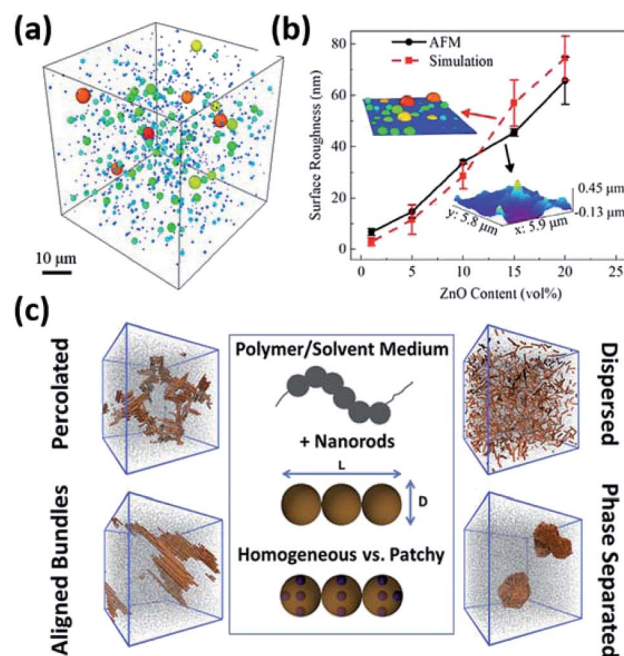 (a)
10 μm
(b)
80
60
40
20
0
Surface Roughness (nm)
AFM
Simulation
0.45 μm
-0.13 μm
y: 5.8 μm
x: 5.9 μm
0 5 10 15 20 25
ZnO Content (vol%)
(c)
Percolated
Aligned Bundles
Polymer/Solvent Medium
+ Nanorods
L
D
Homogeneous vs. Patchy
Dispersed
Phase Separated